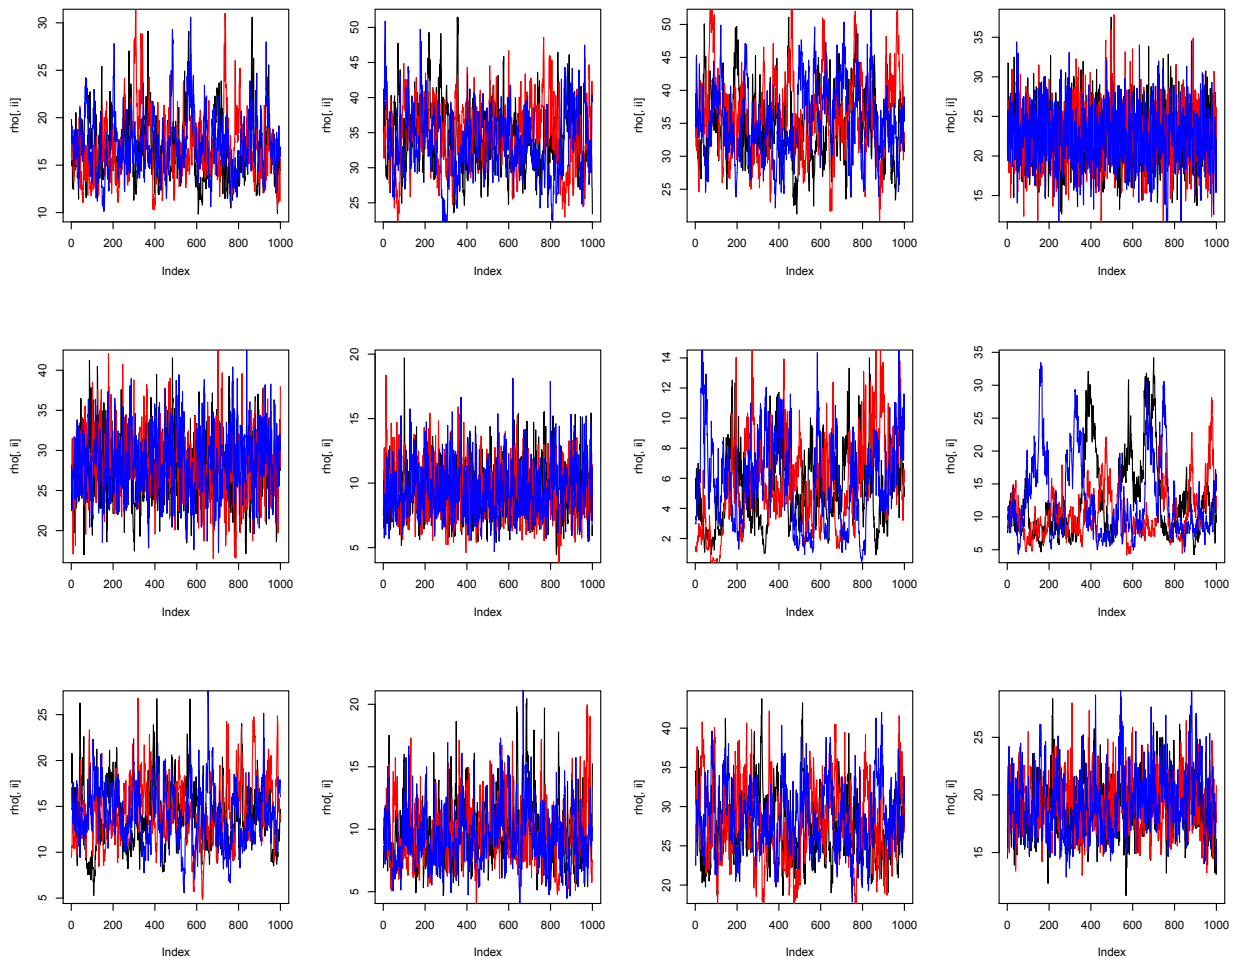 rho[, ii]
10 15 20 25 30
0 200 400 600 800 1000
Index
rho[, ii]
25 30 35 40 45 50
0 200 400 600 800 1000
Index
rho[, ii]
25 30 35 40 45 50
0 200 400 600 800 1000
Index
rho[, ii]
15 20 25 30 35
0 200 400 600 800 1000
Index
rho[, ii]
20 25 30 35 40
0 200 400 600 800 1000
Index
rho[, ii]
5 10 15 20
0 200 400 600 800 1000
Index
rho[, ii]
2 4 6 8 10 12 14
0 200 400 600 800 1000
Index
rho[, ii]
5 10 15 20 25 30 35
0 200 400 600 800 1000
Index
rho[, ii]
5 10 15 20 25
0 200 400 600 800 1000
Index
rho[, ii]
5 10 15 20
0 200 400 600 800 1000
Index
rho[, ii]
20 25 30 35 40
0 200 400 600 800 1000
Index
rho[, ii]
15 20 25
0 200 400 600 800 1000
Index